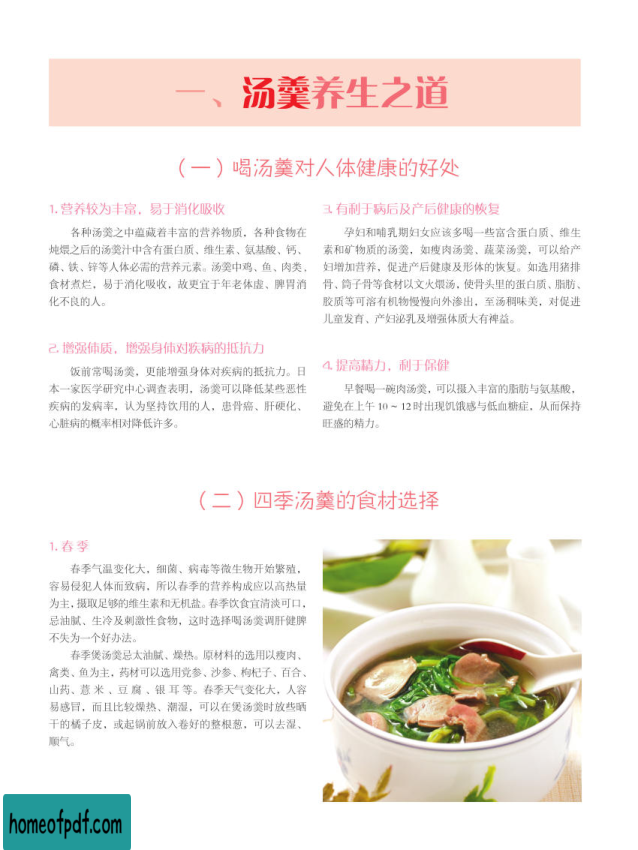 一、汤羹养生之道
（一）喝汤羹对人体健康的好处
1. 营养较为丰富，易于消化吸收
各种汤羹之中蕴藏着丰富的营养物质，各种食物在
炖煨之后的汤羹汁中含有蛋白质、维生素、氨基酸、钙、
磷、铁、锌等人体必需的营养元素。汤羹中鸡、鱼、肉类、
食材煮烂，易于消化吸收，故更宜于年老体虚、脾胃消
化不良的人。
2. 增强体质，增强身体对疾病的抵抗力
饭前常喝汤羹，更能增强身体对疾病的抵抗力。日
本一家医学研究中心调查表明，汤羹可以降低某些恶性
疾病的发病率，认为坚持饮用的人，患骨癌、肝硬化、
心脏病的概率相对降低许多。
3. 有利于病后及产后健康的恢复
孕妇和哺乳期妇女应该多喝一些富含蛋白质、维生
素和矿物质的汤羹，如瘦肉汤羹、蔬菜汤羹，可以给产
妇增加营养，促进产后健康及形体的恢复。如选用猪排
骨、筒子骨等食材以文火煨汤，使骨头里的蛋白质、脂肪、
胶质等可溶有机物慢慢向外渗出，至汤稠味美，对促进
儿童发育、产妇泌乳及增强体质大有裨益。
4. 提高精力，利于保健
早餐喝一碗肉汤羹，可以摄入丰富的脂肪与氨基酸，
避免在上午 10 ~ 12 时出现饥饿感与低血糖症，从而保持
旺盛的精力。
（二）四季汤羹的食材选择
1. 春季
春季气温变化大，细菌、病毒等微生物开始繁殖，
容易侵犯人体而致病，所以春季的营养构成应以高热量
为主，摄取足够的维生素和无机盐。春季饮食宜清淡可口，
忌油腻、生冷及刺激性食物，这时选择喝汤羹调肝健脾
不失为一个好办法。
春季煲汤羹忌太油腻、燥热。原材料的选用以瘦肉、
禽类、鱼为主，药材可以选用党参、沙参、枸杞子、百合、
山药、薏米、豆腐、银耳等。春季天气变化大，人容
易感冒，而且比较燥热、潮湿，可以在煲汤羹时放些晒
干的橘子皮，或起锅前放入卷好的整根葱，可以去湿、
顺气。
homeofpdf.com